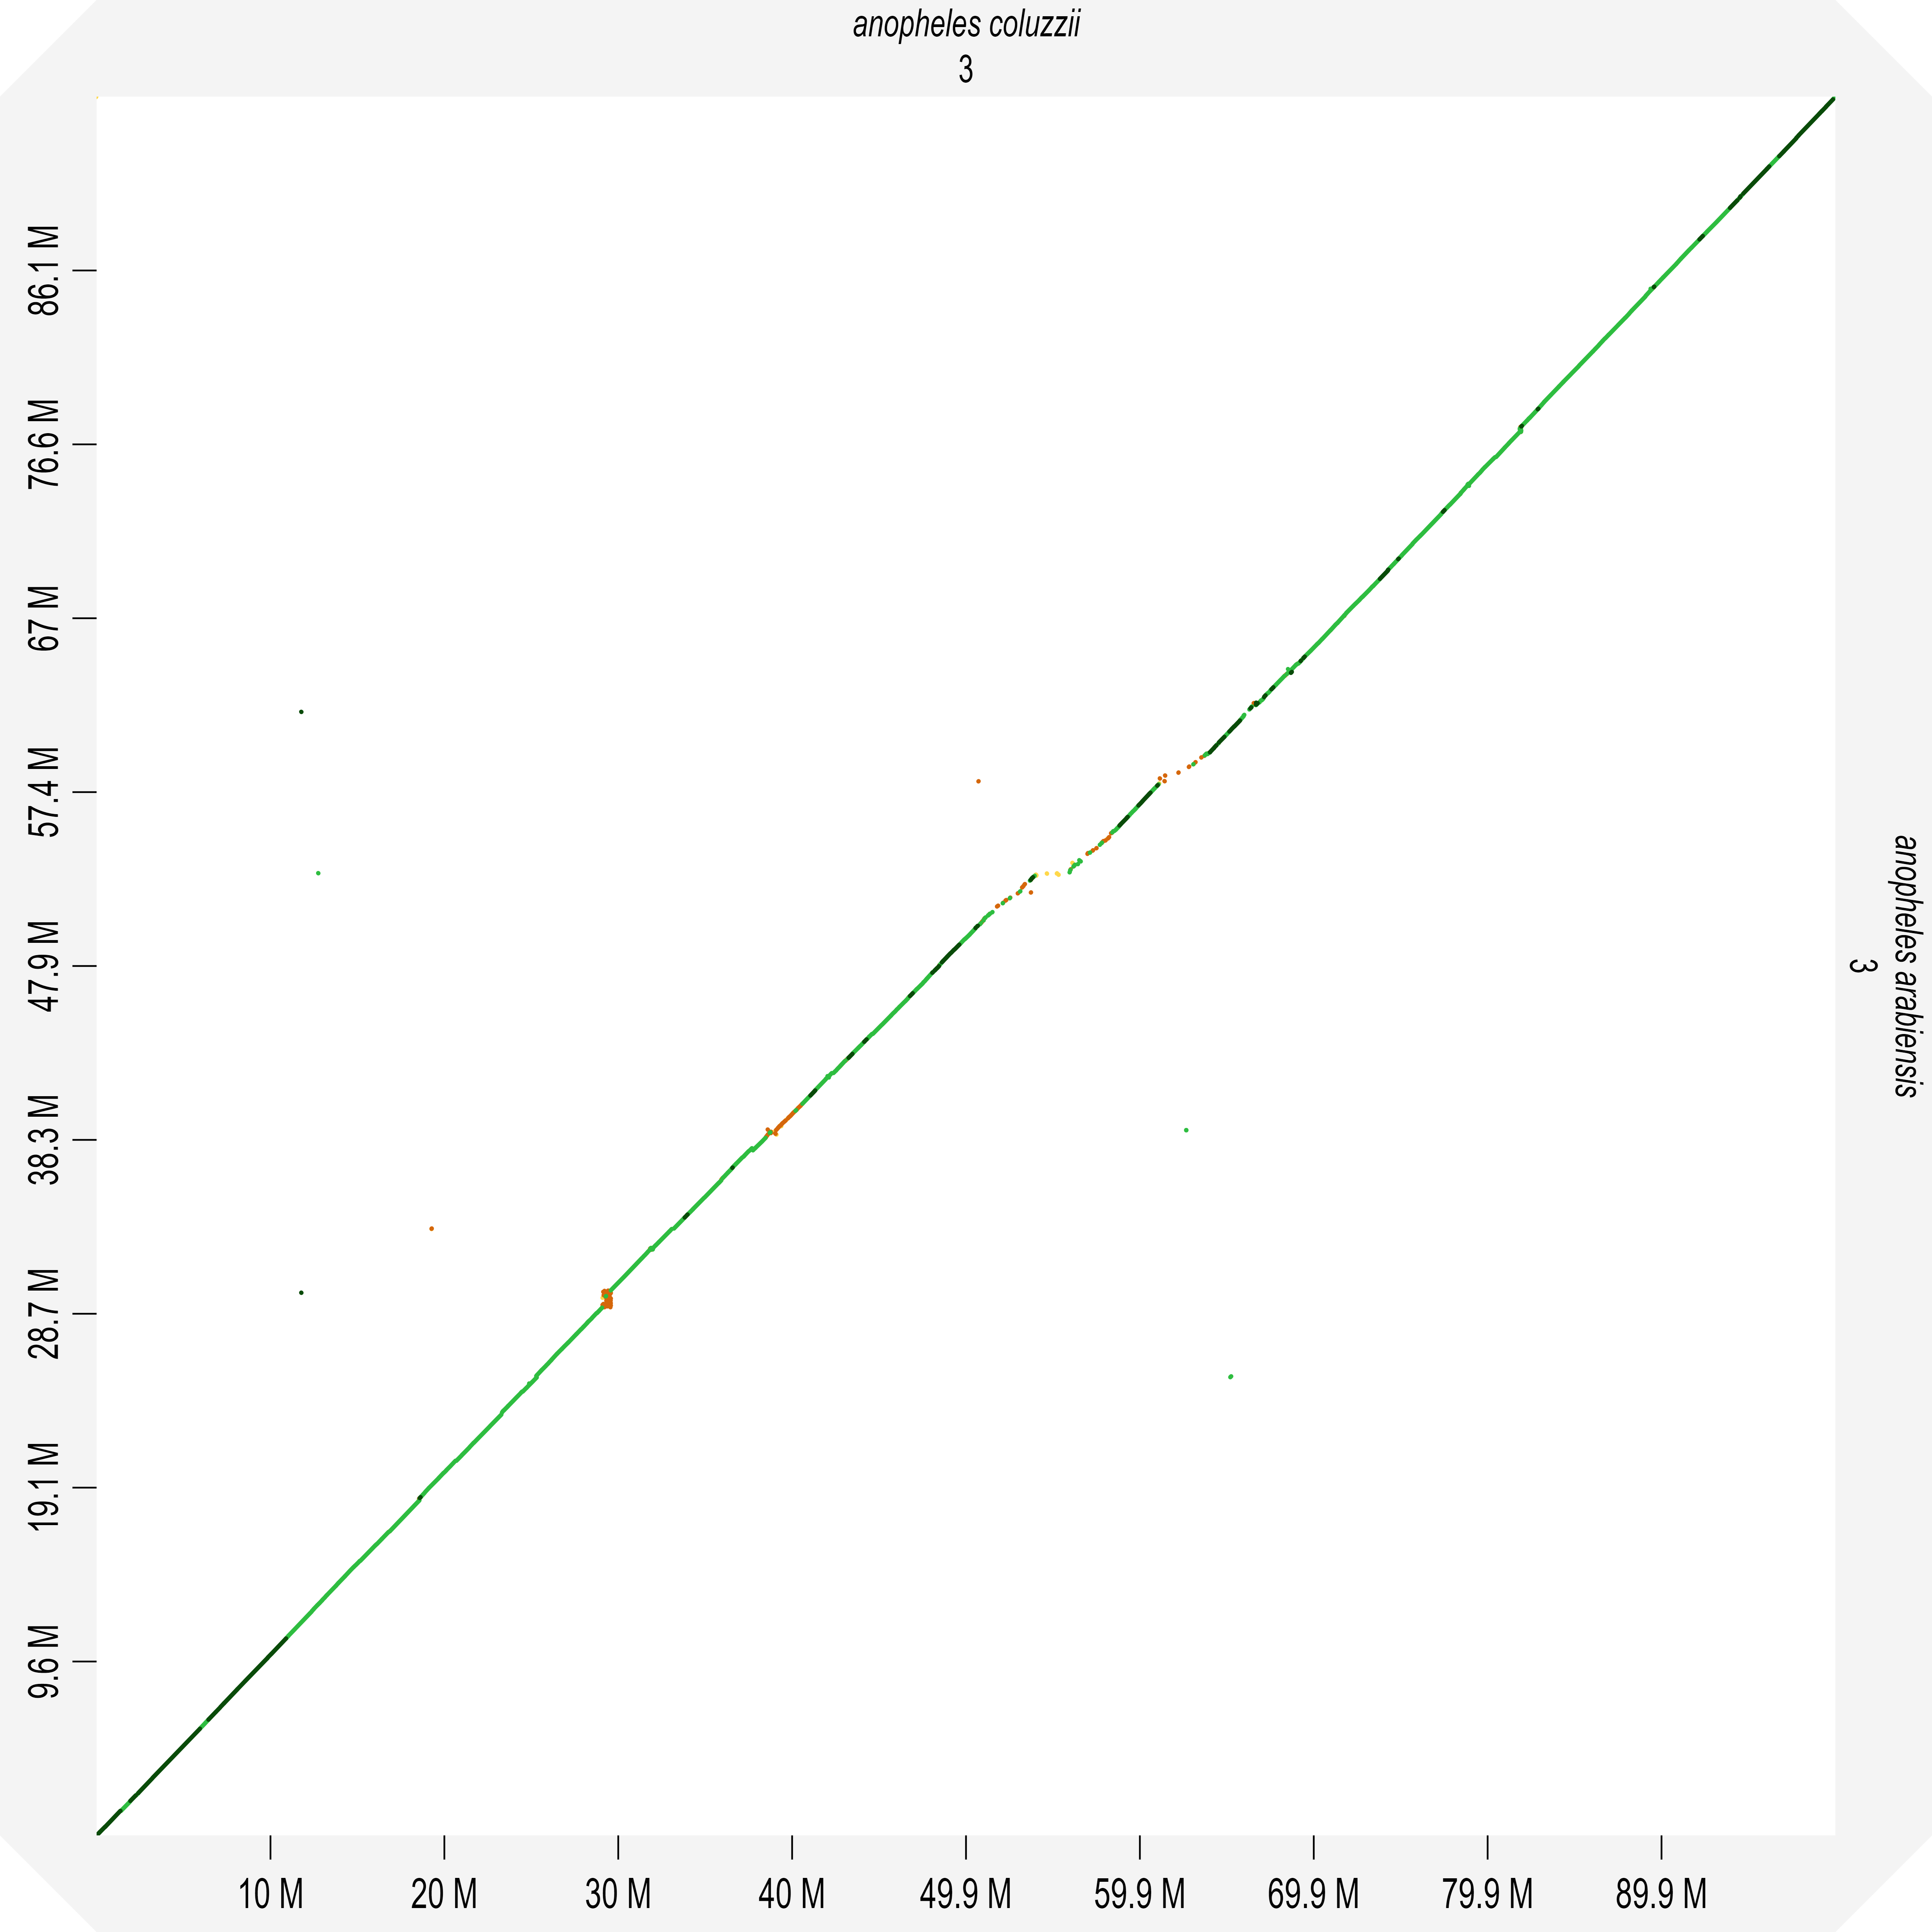 anopheles coluzzii
3
86.1 M
76.6 M
67 M
57.4 M
47.9 M
38.3 M
28.7 M
19.1 M
9.6 M
anopheles arabiensis
3
10 M
20 M
30 M
40 M
49.9 M
59.9 M
69.9 M
79.9 M
89.9 M